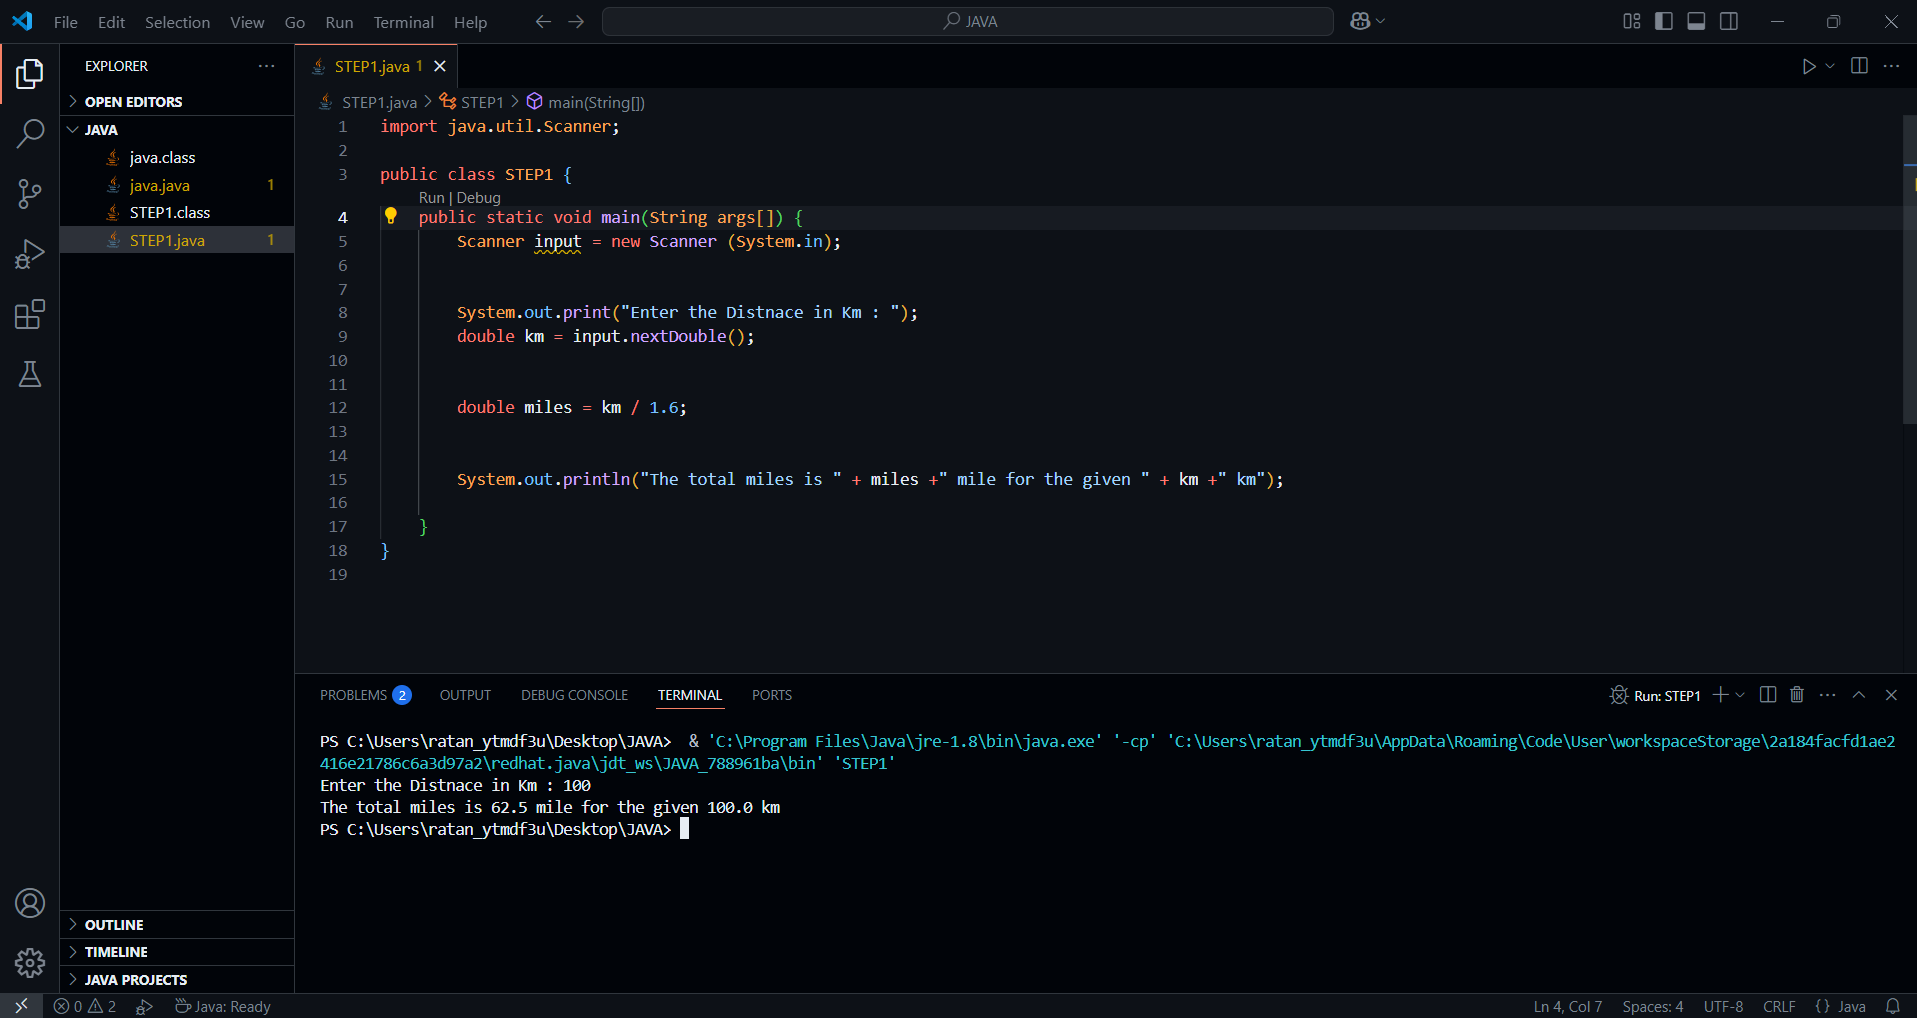 File Edit Selection View Go Run Terminal Help JAVA
EXPLORER
OPEN EDITORS
JAVA
java.class
java.java 1
STEP1.class
STEP1.java 1
OUTLINE
TIMELINE
JAVA PROJECTS
STEP1.java 1
STEP1.java > STEP1 > main(String[])
1 import java.util.Scanner;
2
3 public class STEP1 {
Run | Debug
4 public static void main(String args[]) {
5 Scanner input = new Scanner (System.in);
6
7
8 System.out.print("Enter the Distnace in Km : ");
9 double km = input.nextDouble();
10
11
12 double miles = km / 1.6;
13
14
15 System.out.println("The total miles is " + miles +" mile for the given " + km +" km");
16
17 }
18 }
19
PROBLEMS 2 OUTPUT DEBUG CONSOLE TERMINAL PORTS Run: STEP1
PS C:\Users\ratan_ytmdf3u\Desktop\JAVA> & 'C:\Program Files\Java\jre-1.8\bin\java.exe' '-cp' 'C:\Users\ratan_ytmdf3u\AppData\Roaming\Code\User\workspaceStorage\2a184facfd1ae2
416e21786c6a3d97a2\redhat.java\jdt_ws\JAVA_788961ba\bin' 'STEP1'
Enter the Distnace in Km : 100
The total miles is 62.5 mile for the given 100.0 km
PS C:\Users\ratan_ytmdf3u\Desktop\JAVA>
0 2 Java: Ready Ln 4, Col 7 Spaces: 4 UTF-8 CRLF {} Java